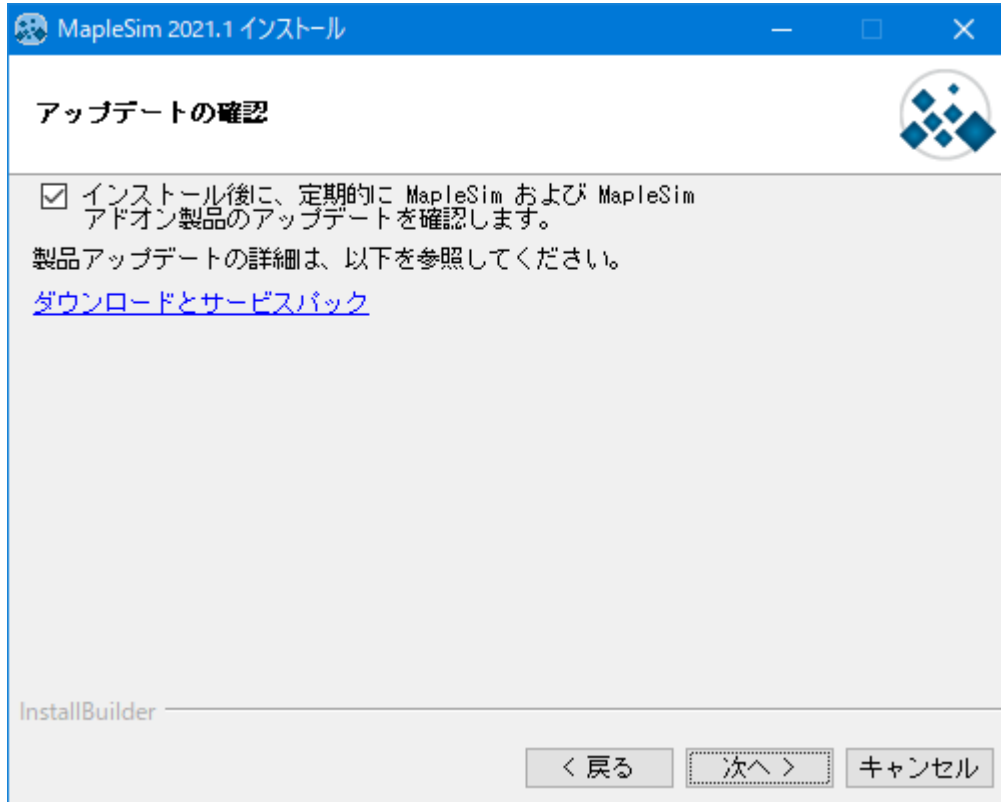 MapleSim 2021.1 インストール
アップデートの確認
インストール後に、定期的に MapleSim および MapleSim
アドオン製品のアップデートを確認します。
製品アップデートの詳細は、以下を参照してください。
ダウンロードとサービスパック
InstallBuilder
< 戻る 次へ > キャンセル